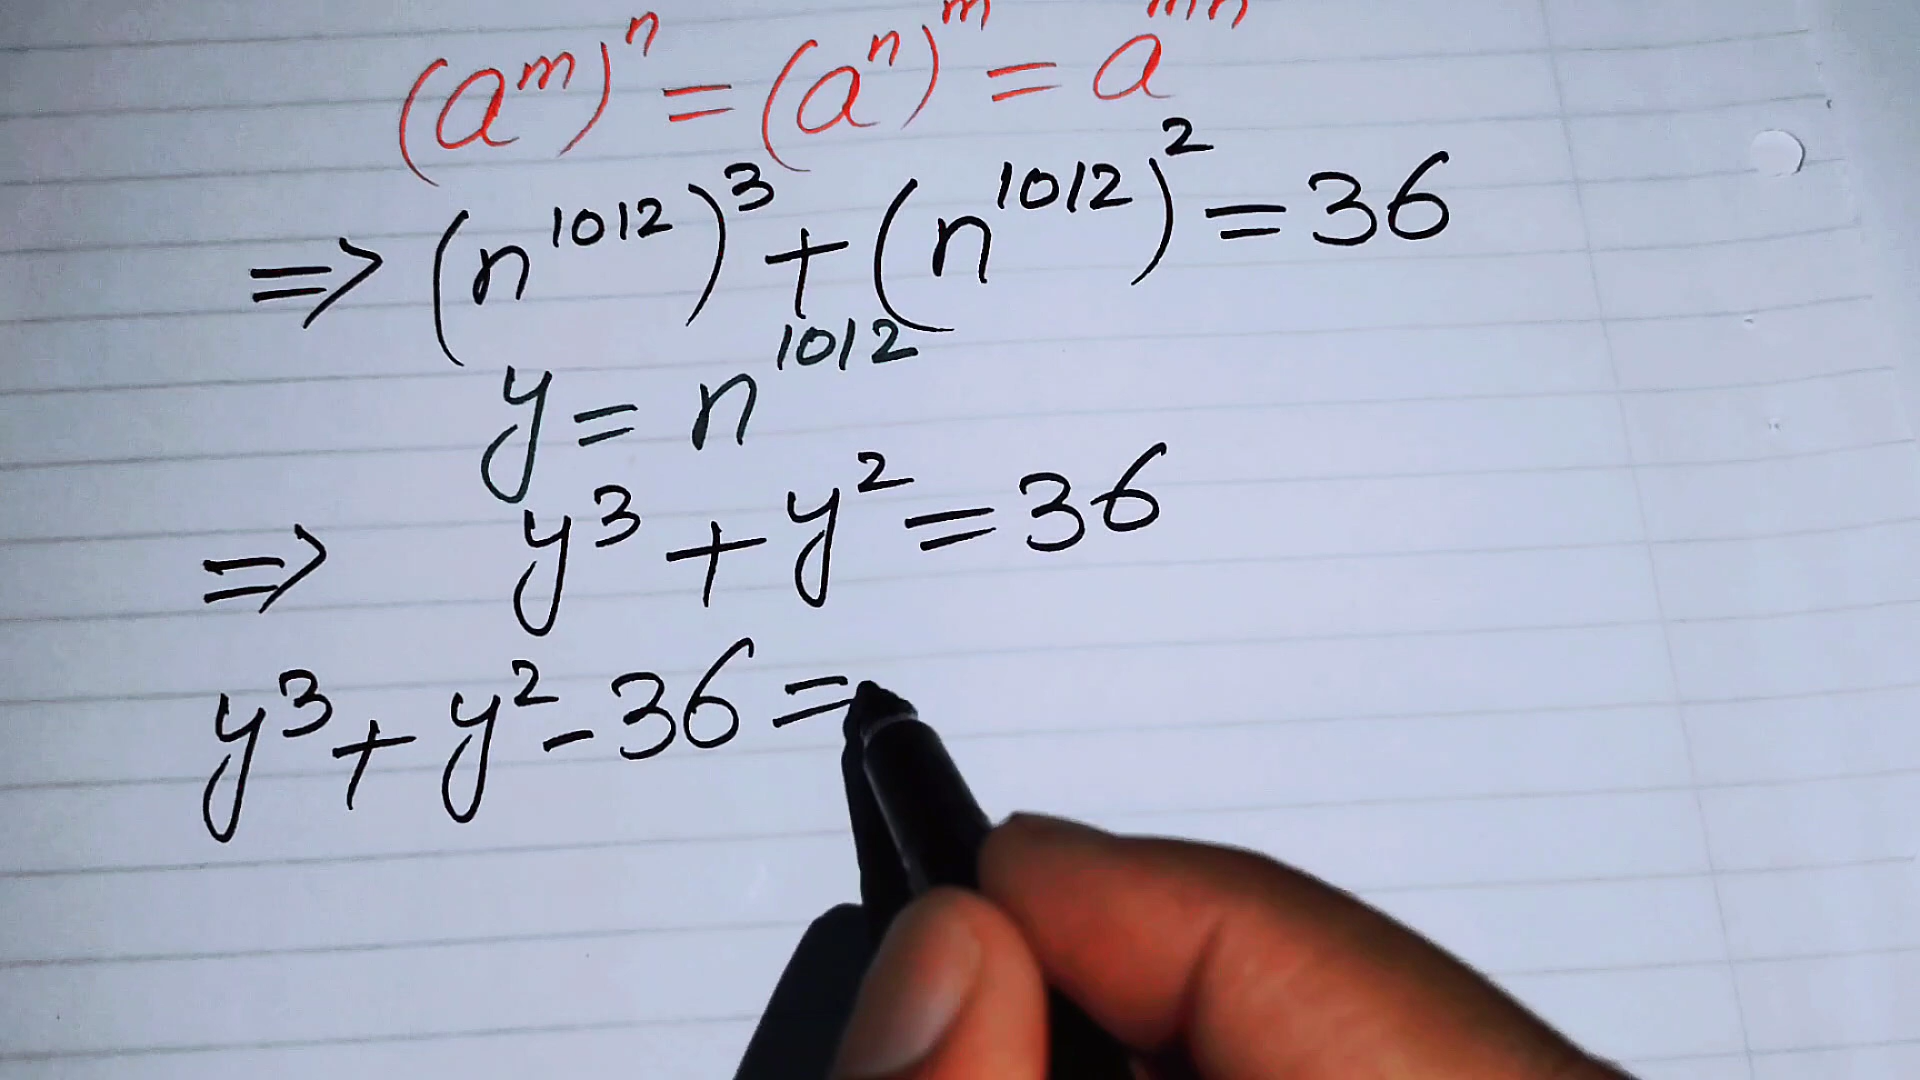 (a^m)^n = (a^n)^m = a^mn
=> (n^1012)^3 + (n^1012)^2 = 36
y = n^1012
=> y^3 + y^2 = 36
y^3 + y^2 - 36 =